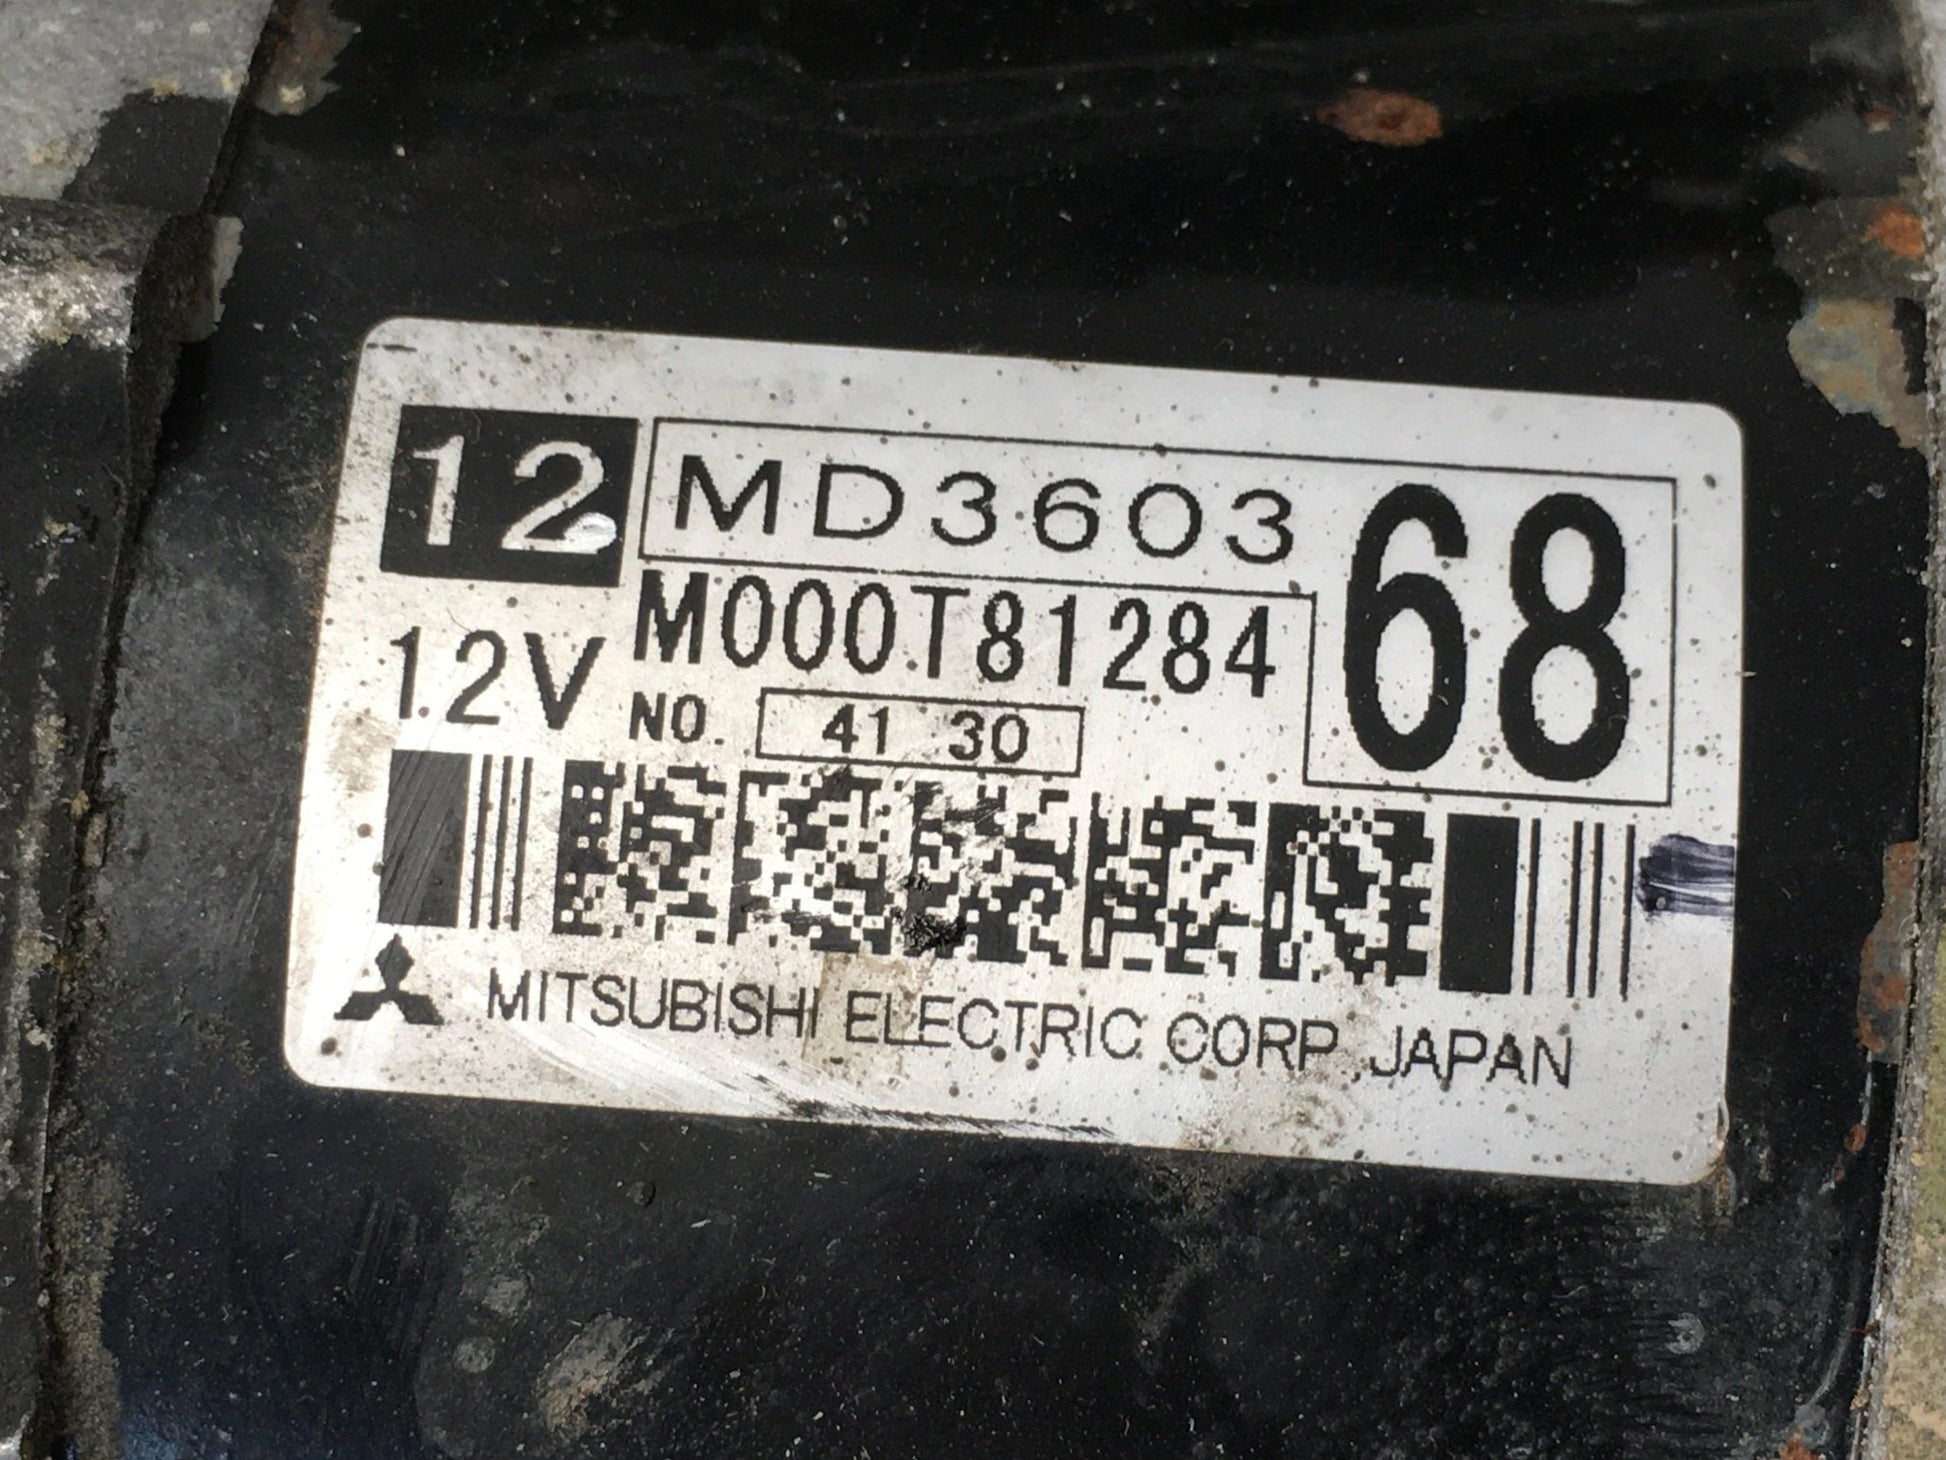 12 MD3603 68
M000T81284
12V
NO. 41 30
MITSUBISHI ELECTRIC CORP. JAPAN